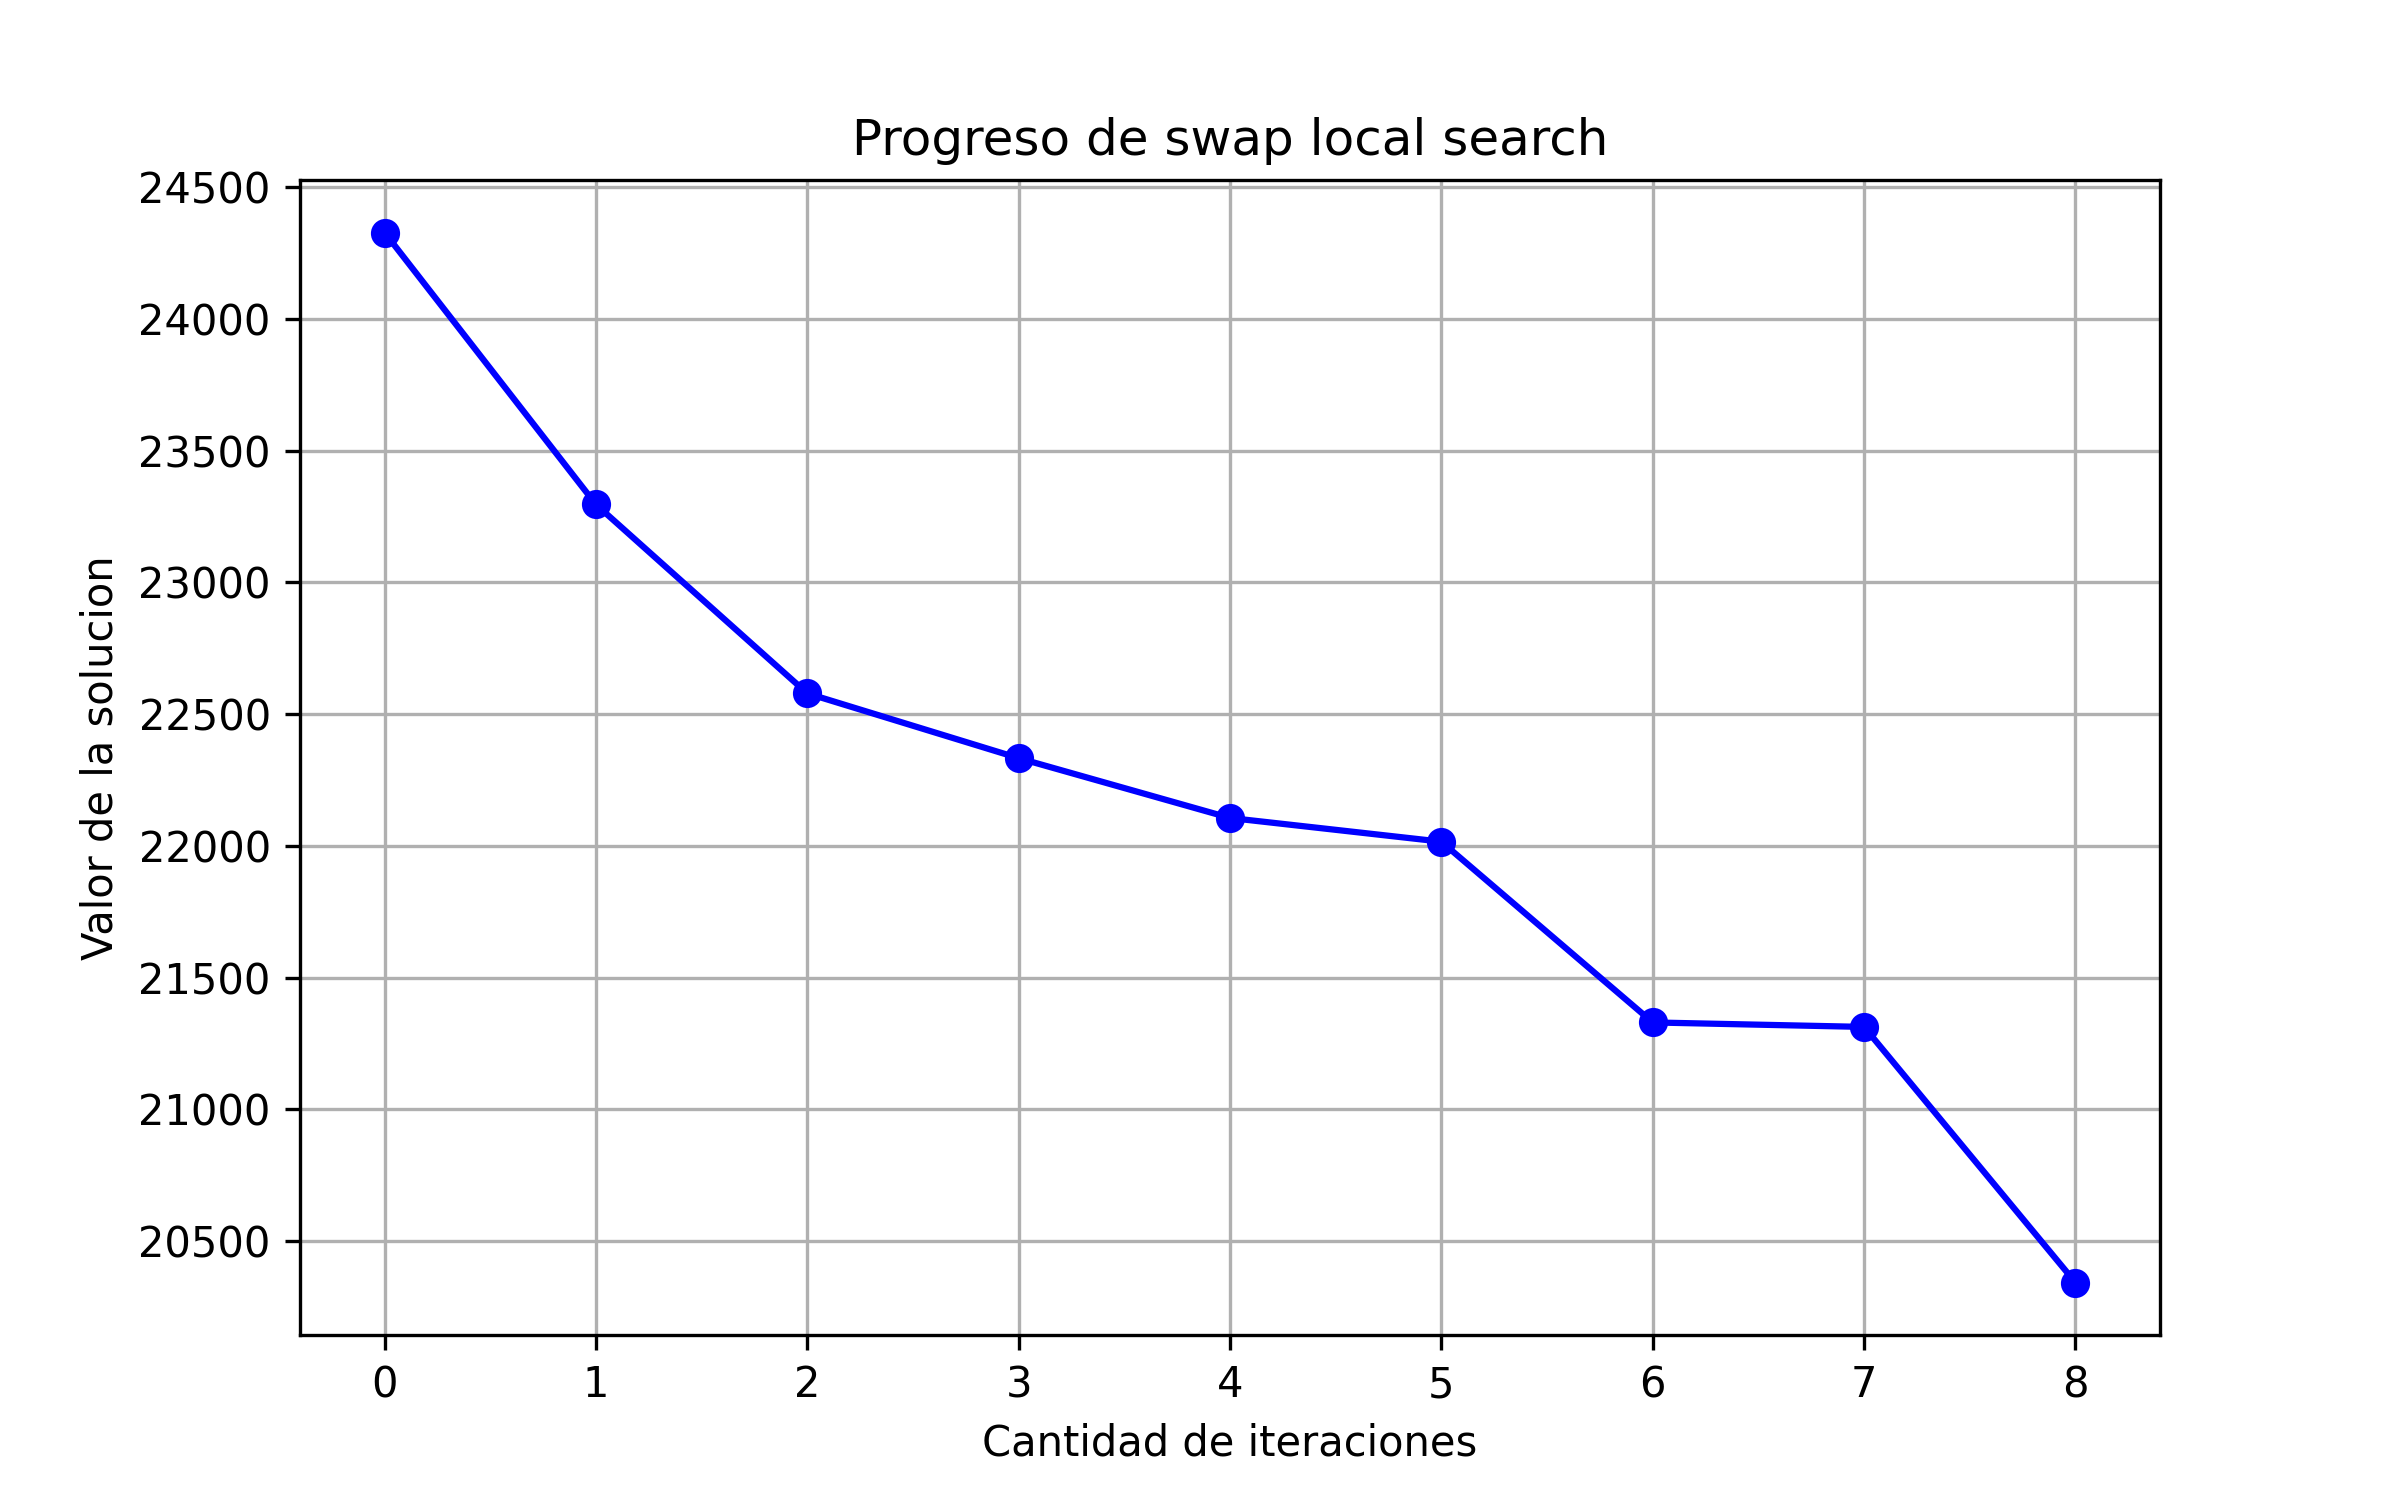 Progreso de swap local search
24500
24000
23500
23000
22500
22000
21500
21000
20500
Valor de la solucion
0 1 2 3 4 5 6 7 8
Cantidad de iteraciones